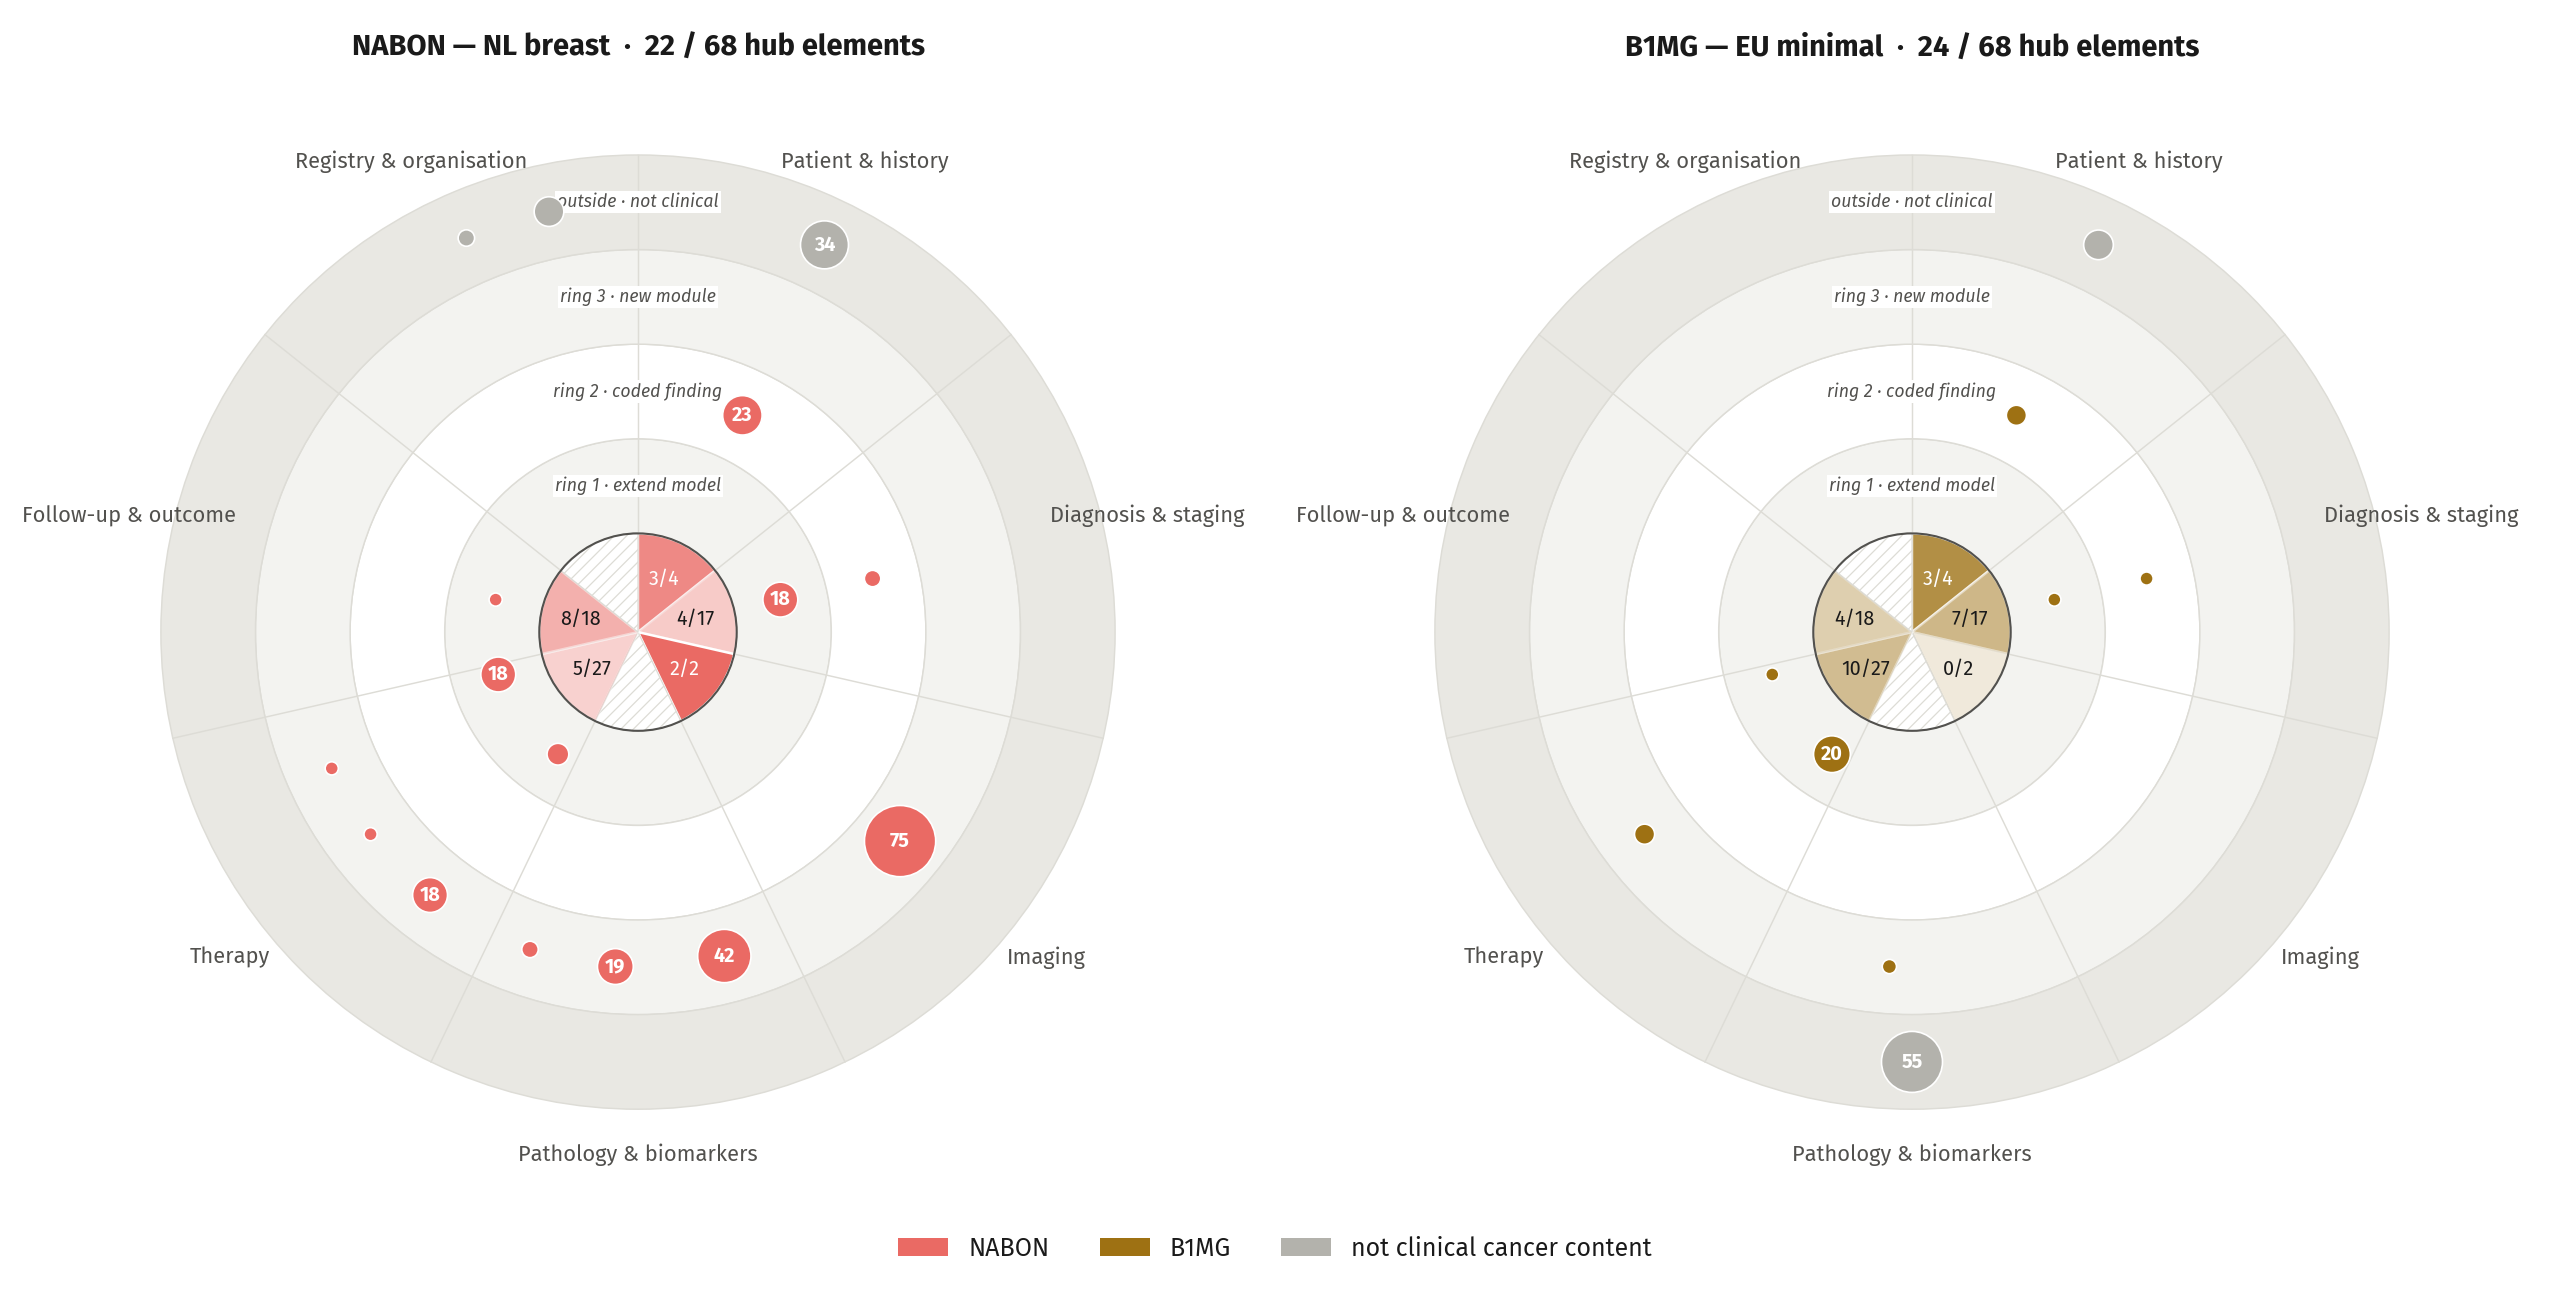 NABON — NL breast · 22 / 68 hub elements
Registry & organisation
Patient & history
outside · not clinical
34
ring 3 · new module
ring 2 · coded finding
23
ring 1 · extend model
Follow-up & outcome
Diagnosis & staging
3/4
8/18
4/17
18
5/27
2/2
18
75
18
19
42
Therapy
Imaging
Pathology & biomarkers
B1MG — EU minimal · 24 / 68 hub elements
Registry & organisation
Patient & history
outside · not clinical
ring 3 · new module
ring 2 · coded finding
ring 1 · extend model
Follow-up & outcome
Diagnosis & staging
3/4
4/18
7/17
10/27
0/2
20
Therapy
Imaging
55
Pathology & biomarkers
NABON
B1MG
not clinical cancer content